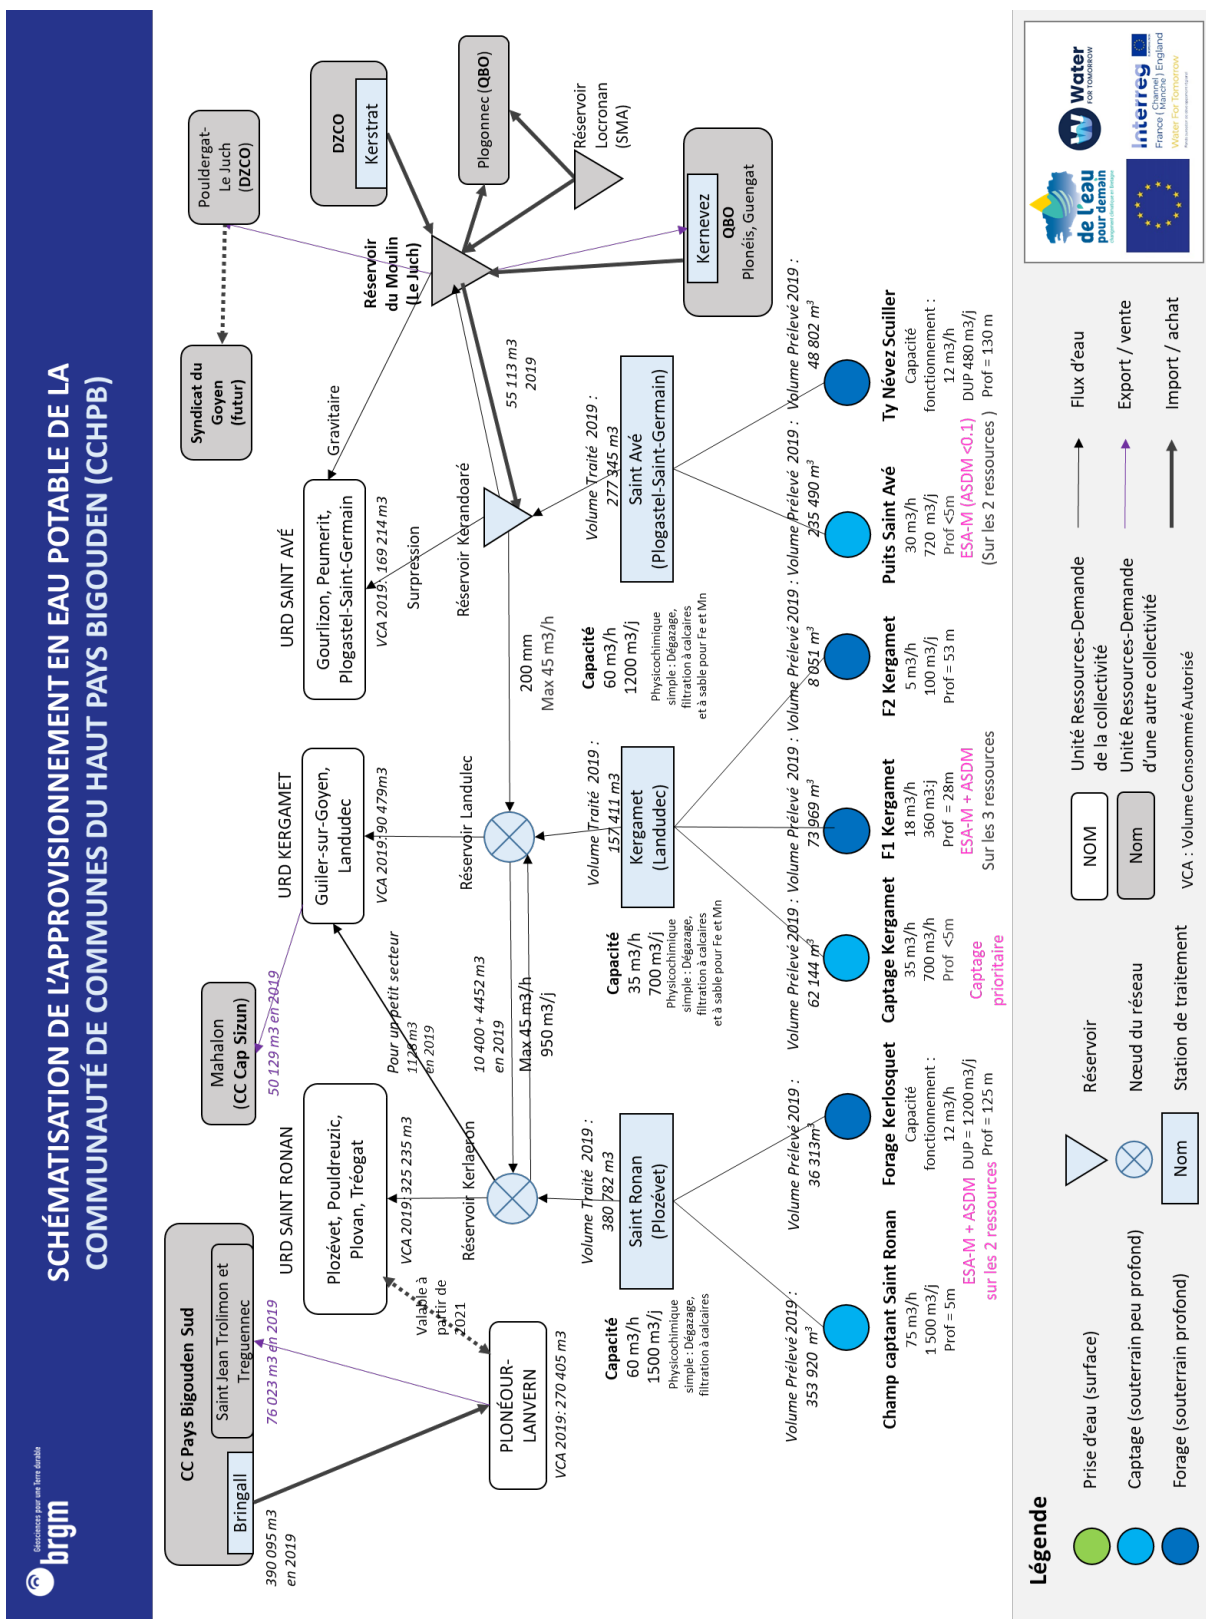 Géosciences pour une Terre durable
brgm
SCHÉMATISATION DE L'APPROVISIONNEMENT EN EAU POTABLE DE LA
COMMUNAUTÉ DE COMMUNES DU HAUT PAYS BIGOUDEN (CCHPB)
CC Pays Bigouden Sud
Bringall
Saint Jean Trolimon et
Treguennec
390 095 m3
en 2019
76 023 m3 en 2019
Mahalon
(CC Cap Sizun)
50 129 m3 en 2019
Syndicat du
Goyen
(futur)
Pouldergat-
Le Juch
(DZCO)
DZCO
Kerstrat
Plogonnec (QBO)
Réservoir
Locronan
(SMA)
Réservoir
du Moulin
(Le Juch)
Kernevez
QBO
Plonéis, Guengat
URD SAINT RONAN
Plozévet, Pouldreuzic,
Plovan, Tréogat
VCA 2019: 325 235 m3
URD KERGAMET
Guiler-sur-Goyen,
Landudec
VCA 2019:90 479m3
URD SAINT AVÉ
Gourlizon, Peumerit,
Plogastel-Saint-Germain
VCA 2019: 169 214 m3
Gravitaire
Surpression
Valable à
partir de
2021
PLONÉOUR-
LANVERN
VCA 2019: 270 405 m3
Pour un petit secteur
1128 m3
en 2019
Réservoir Kerlaeron
Réservoir Landulec
Réservoir Kerandoaré
10 400 + 4452 m3
en 2019
Max 45 m3/h
950 m3/j
200 mm
Max 45 m3/h
55 113 m3
2019
Volume Traité 2019 :
380 782 m3
Volume Traité 2019 :
157 411 m3
Volume Traité 2019 :
277 345 m3
Capacité
60 m3/h
1500 m3/j
Physicochimique
simple : Dégazage,
filtration à calcaires
Saint Ronan
(Plozévet)
Capacité
35 m3/h
700 m3/j
Physicochimique
simple : Dégazage,
filtration à calcaires
et à sable pour Fe et Mn
Kergamet
(Landudec)
Capacité
60 m3/h
1200 m3/j
Physicochimique
simple : Dégazage,
filtration à calcaires
et à sable pour Fe et Mn
Saint Avé
(Plogastel-Saint-Germain)
Volume Prélevé 2019 :
353 920 m³
Volume Prélevé 2019 :
36 313m³
Volume Prélevé 2019 :
62 144 m³
Volume Prélevé 2019 :
73 969 m³
Volume Prélevé 2019 :
8 051 m³
Volume Prélevé 2019 :
235 490 m³
Volume Prélevé 2019 :
48 802 m³
Champ captant Saint Ronan
75 m3/h
1 500 m3/j
Prof = 5m
Forage Kerlosquet
Capacité
fonctionnement :
12 m3/h
DUP = 1200 m3/j
Prof = 125 m
ESA-M + ASDM
sur les 2 ressources
Captage Kergamet
35 m3/h
700 m3/h
Prof <5m
Captage
prioritaire
F1 Kergamet
18 m3/h
360 m3:j
Prof = 28m
ESA-M + ASDM
Sur les 3 ressources
F2 Kergamet
5 m3/h
100 m3/j
Prof = 53 m
Puits Saint Avé
30 m3/h
720 m3/j
Prof <5m
ESA-M (ASDM <0.1)
(Sur les 2 ressources )
Ty Névez Scuiller
Capacité
fonctionnement :
12 m3/h
DUP 480 m3/j
Prof = 130 m
Légende
Prise d'eau (surface)
Captage (souterrain peu profond)
Forage (souterrain profond)
Réservoir
Nœud du réseau
Nom
Station de traitement
NOM
Unité Ressources-Demande
de la collectivité
Nom
Unité Ressources-Demande
d'une autre collectivité
VCA : Volume Consommé Autorisé
Flux d'eau
Export / vente
Import / achat
de l'eau
pour demain
Water
FOR TOMORROW
Interreg
France ( Channel Manche ) England
Water For Tomorrow